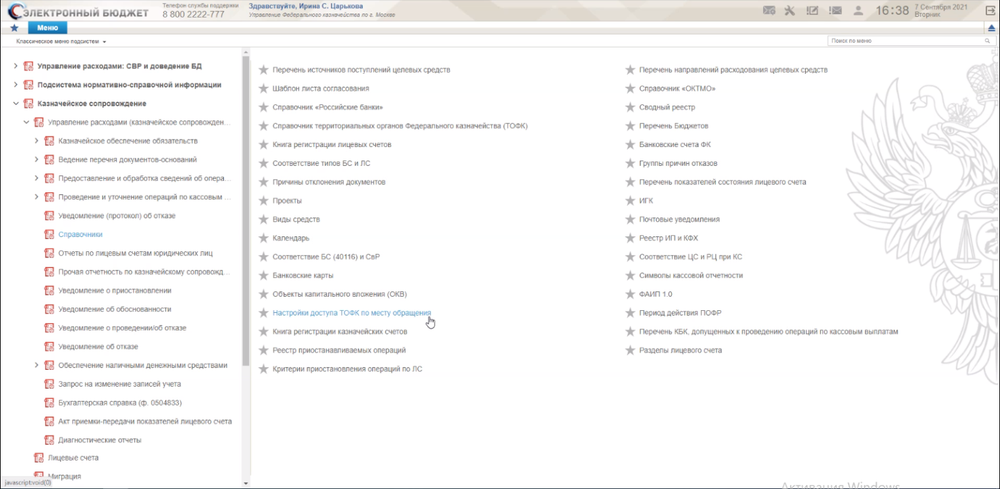 ЭЛЕКТРОННЫЙ БЮДЖЕТ
Телефон службы поддержки
8 800 2222-777
Здравствуйте, Ирина С. Царькова
Управление Федерального казначейства по г. Москве
16:38
7 Сентября 2021
Вторник
Меню
Классическое меню подсистем
Поиск по меню
Управление расходами: СВР и доведение БД
Подсистема нормативно-справочной информации
Казначейское сопровождение
Управление расходами (казначейское сопровожден...
Казначейское обеспечение обязательств
Ведение перечня документов-оснований
Предоставление и обработка сведений об опера...
Проведение и уточнение операций по кассовым ...
Уведомление (протокол) об отказе
Справочники
Отчеты по лицевым счетам юридических лиц
Прочая отчетность по казначейскому сопровожд...
Уведомление о приостановлении
Уведомление об обоснованности
Уведомление о проведении/об отказе
Уведомление об отказе
Обеспечение наличными денежными средствами
Запрос на изменение записей учета
Бухгалтерская справка (ф. 0504833)
Акт приемки-передачи показателей лицевого счета
Диагностические отчеты
Лицевые счета
Миграция
javascript:void(0)
Перечень источников поступлений целевых средств
Шаблон листа согласования
Справочник «Российские банки»
Справочник территориальных органов Федерального казначейства (ТОФК)
Книга регистрации лицевых счетов
Соответствие типов БС и ЛС
Причины отклонения документов
Проекты
Виды средств
Календарь
Соответствие БС (40116) и СвР
Банковские карты
Объекты капитального вложения (ОКВ)
Настройки доступа ТОФК по месту обращения
Книга регистрации казначейских счетов
Реестр приостанавливаемых операций
Критерии приостановления операций по ЛС
Перечень направлений расходования целевых средств
Справочник «ОКТМО»
Сводный реестр
Перечень Бюджетов
Банковские счета ФК
Группы причин отказов
Перечень показателей состояния лицевого счета
ИГК
Почтовые уведомления
Реестр ИП и КФХ
Соответствие ЦС и РЦ при КС
Символы кассовой отчетности
ФАИП 1.0
Период действия ПОФР
Перечень КБК, допущенных к проведению операций по кассовым выплатам
Разделы лицевого счета
Активация Windows